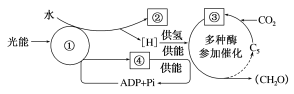 水
②
③
光能
①
[H]
供氢
供能
多种酶
参加催化
CO₂
C₅
④
供能
ADP+Pi
(CH₂O)